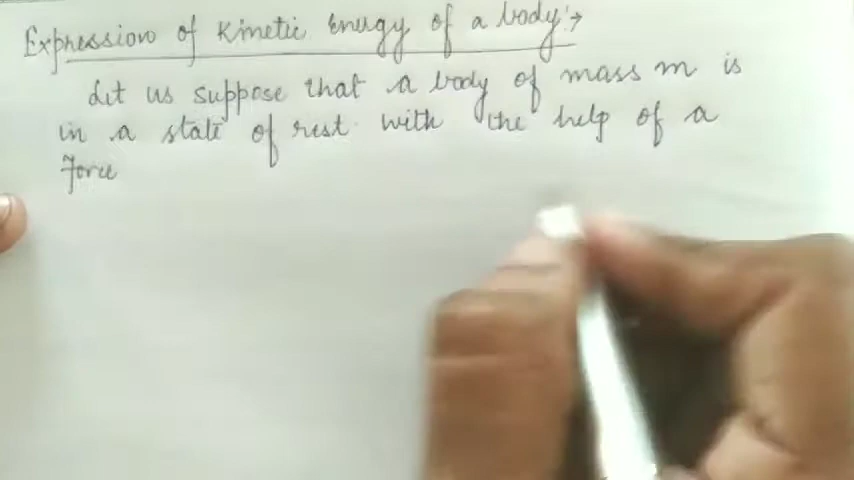 Expression of Kinetic Energy of a body:→
Let us suppose that a body of mass m is
in a state of rest. with the help of a
force